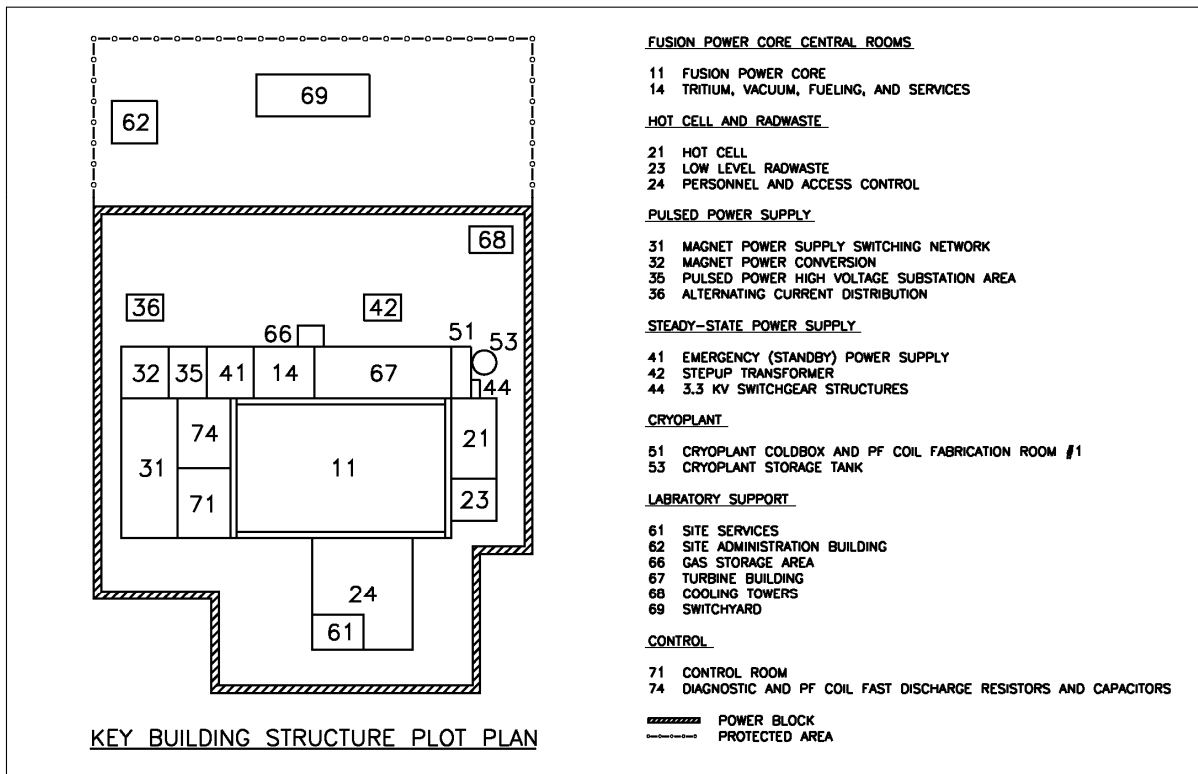 69
62
68
36
42
66
51
53
32
35
41
14
67
44
74
21
31
11
71
23
24
61
KEY BUILDING STRUCTURE PLOT PLAN
FUSION POWER CORE CENTRAL ROOMS
11 FUSION POWER CORE
14 TRITIUM, VACUUM, FUELING, AND SERVICES
HOT CELL AND RADWASTE
21 HOT CELL
23 LOW LEVEL RADWASTE
24 PERSONNEL AND ACCESS CONTROL
PULSED POWER SUPPLY
31 MAGNET POWER SUPPLY SWITCHING NETWORK
32 MAGNET POWER CONVERSION
35 PULSED POWER HIGH VOLTAGE SUBSTATION AREA
36 ALTERNATING CURRENT DISTRIBUTION
STEADY-STATE POWER SUPPLY
41 EMERGENCY (STANDBY) POWER SUPPLY
42 STEPUP TRANSFORMER
44 3.3 KV SWITCHGEAR STRUCTURES
CRYOPLANT
51 CRYOPLANT COLDBOX AND PF COIL FABRICATION ROOM #1
53 CRYOPLANT STORAGE TANK
LABRATORY SUPPORT
61 SITE SERVICES
62 SITE ADMINISTRATION BUILDING
66 GAS STORAGE AREA
67 TURBINE BUILDING
68 COOLING TOWERS
69 SWITCHYARD
CONTROL
71 CONTROL ROOM
74 DIAGNOSTIC AND PF COIL FAST DISCHARGE RESISTORS AND CAPACITORS
POWER BLOCK
PROTECTED AREA